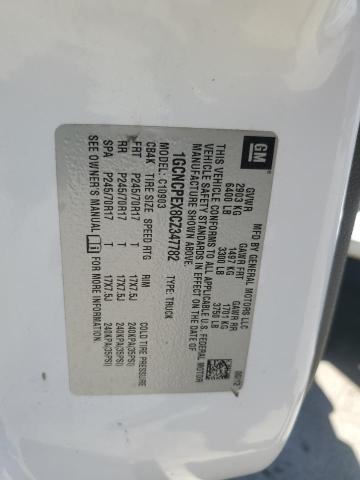 GM
MFD BY GENERAL MOTORS LLC
GVWR GAWR FRT GAWR RR
2903 KG 1497 KG 1701 KG
6400 LB 3300 LB 3750 LB
THIS VEHICLE CONFORMS TO ALL APPLICABLE U.S. FEDERAL MOTOR
VEHICLE SAFETY STANDARDS IN EFFECT ON THE DATE OF
MANUFACTURE SHOWN ABOVE.
1GCNCPEX8CZ347782 TYPE: TRUCK
MODEL: C10903
CB4K TIRE SIZE SPEED RTG RIM COLD TIRE PRESSURE
FRT P245/70R17 T 17X7.5J 240KPA(35PSI)
RR P245/70R17 T 17X7.5J 240KPA(35PSI)
SPA P245/70R17 T 17X7.5J 240KPA(35PSI)
SEE OWNER'S MANUAL